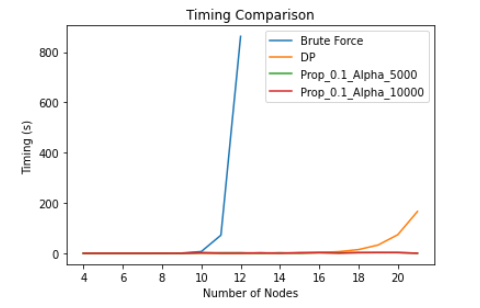 Timing Comparison
Brute Force
DP
Prop_0.1_Alpha_5000
Prop_0.1_Alpha_10000
800
600
400
200
0
Timing (s)
4 6 8 10 12 14 16 18 20
Number of Nodes